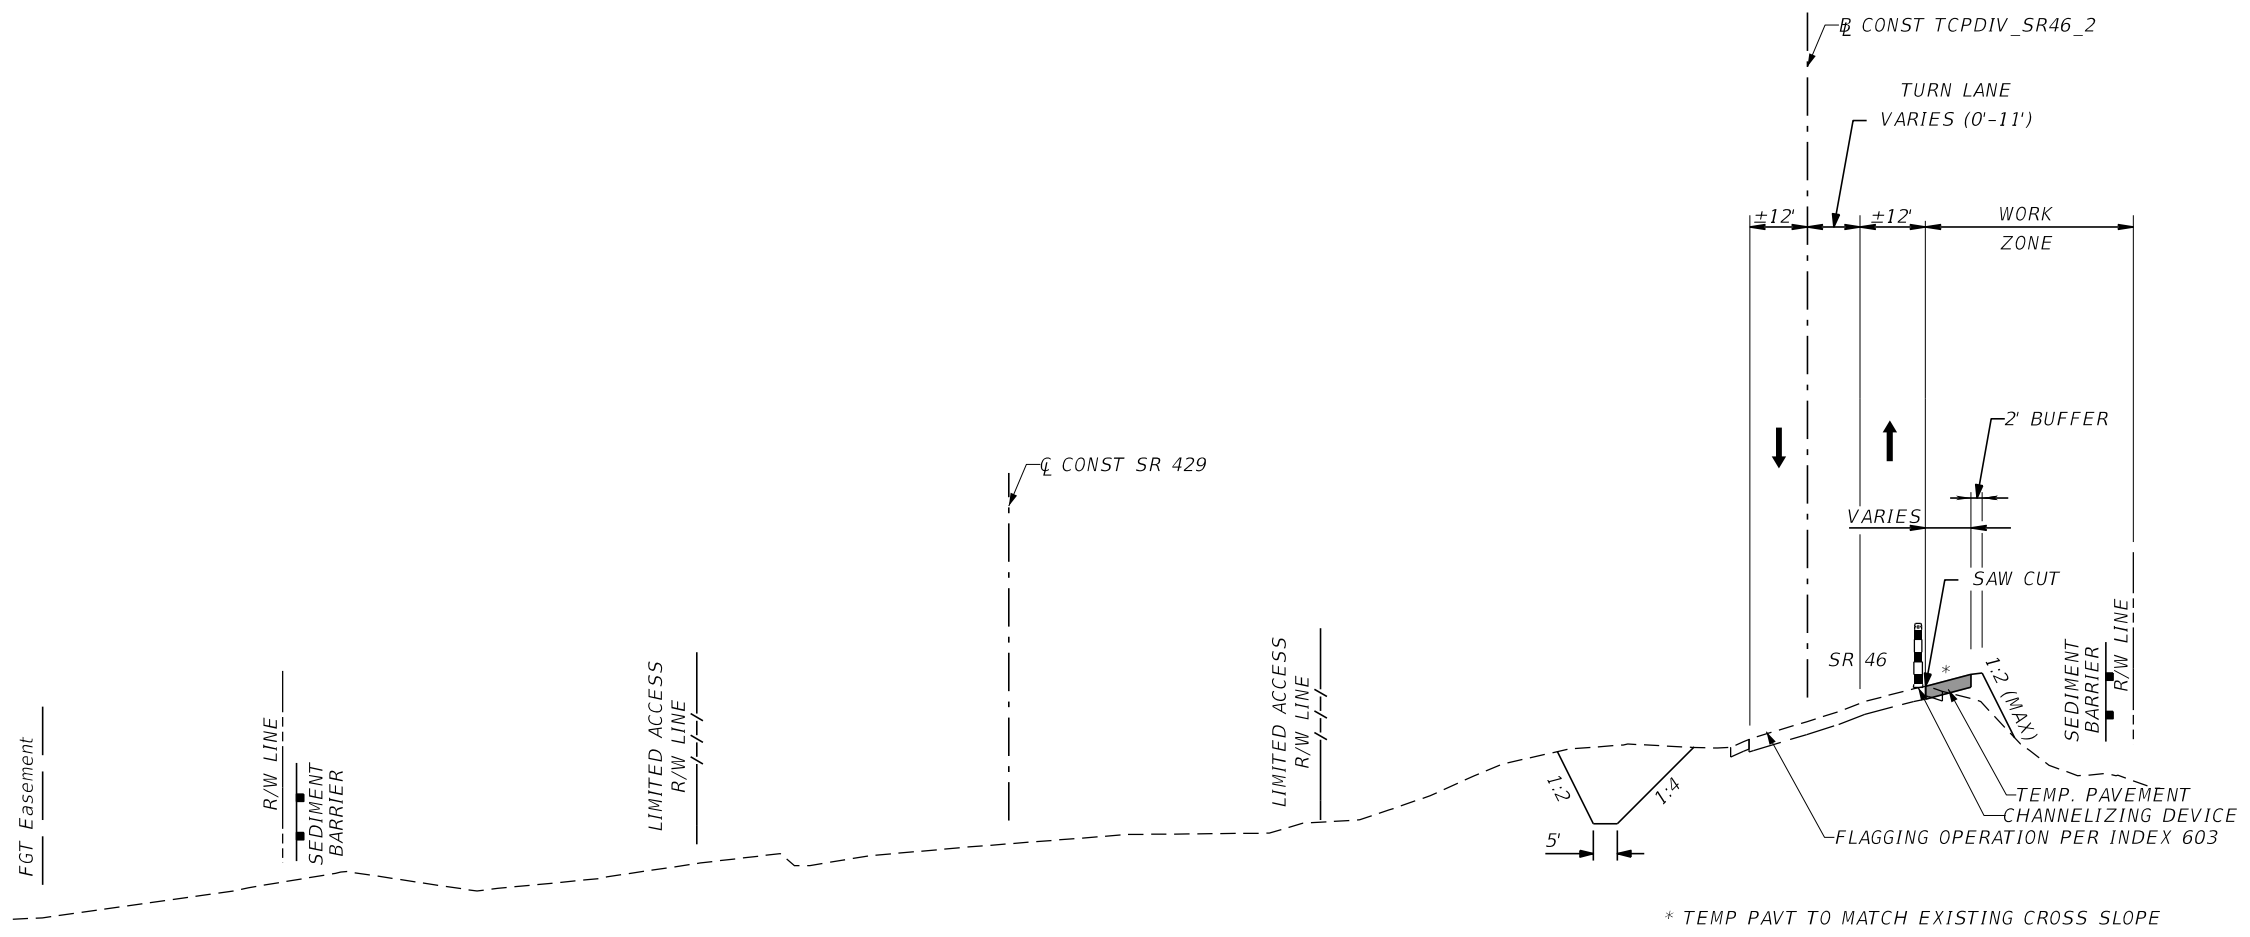 BL CONST TCPDIV_SR46_2
TURN LANE
VARIES (0'-11')
±12'
±12'
WORK
ZONE
2' BUFFER
CL CONST SR 429
VARIES
SAW CUT
SR 46
*
1:2 (MAX)
SEDIMENT
BARRIER
R/W LINE
FGT Easement
R/W LINE
SEDIMENT
BARRIER
LIMITED ACCESS
R/W LINE
LIMITED ACCESS
R/W LINE
1:2
1:4
5'
TEMP. PAVEMENT
CHANNELIZING DEVICE
FLAGGING OPERATION PER INDEX 603
* TEMP PAVT TO MATCH EXISTING CROSS SLOPE